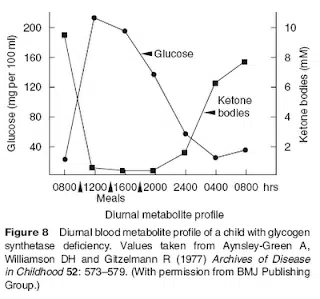 Glucose (mg per 100 ml)
200
160
120
80
40
Glucose
Ketone
bodies
10
8
6
4
2
Ketone bodies (mM)
0800 1200 1600 2000 2400 0400 0800 hrs
Meals
Diurnal metabolite profile
Figure 8 Diurnal blood metabolite profile of a child with glycogen
synthetase deficiency. Values taken from Aynsley-Green A,
Williamson DH and Gitzelmann R (1977) Archives of Disease
in Childhood 52: 573–579. (With permission from BMJ Publishing
Group.)